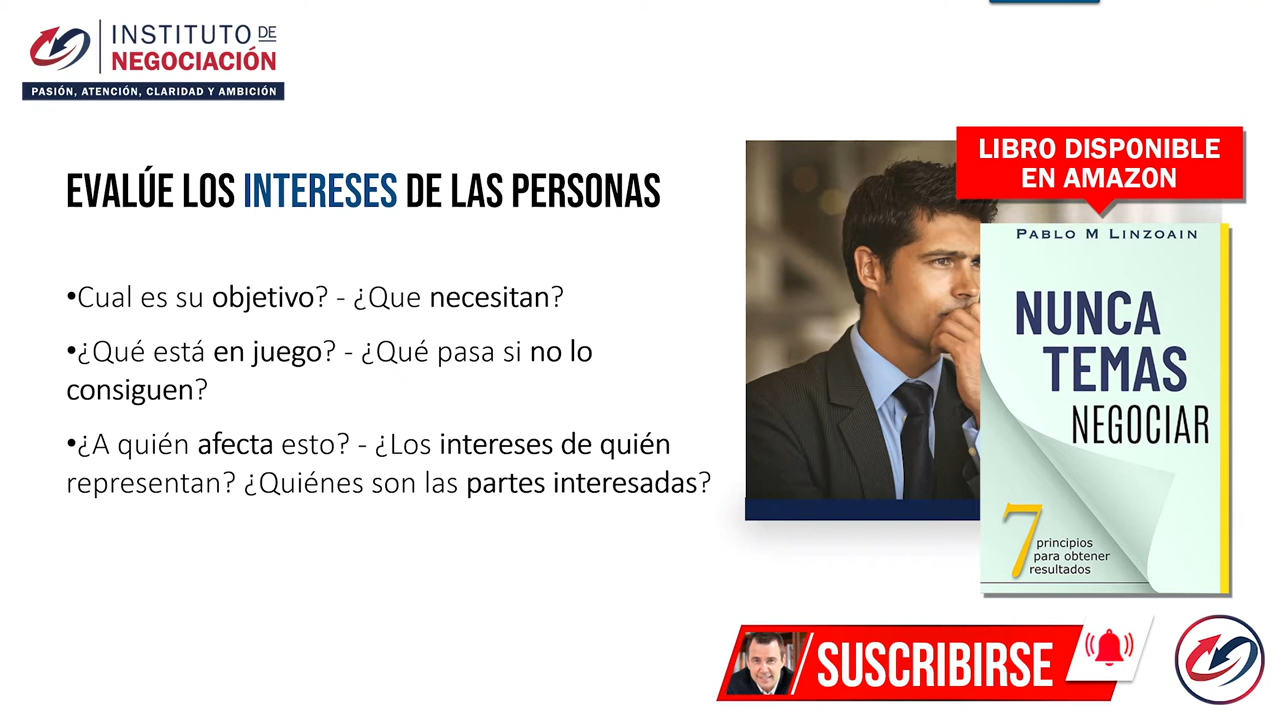 INSTITUTO DE
NEGOCIACIÓN
PASIÓN, ATENCIÓN, CLARIDAD Y AMBICIÓN
EVALÚE LOS INTERESES DE LAS PERSONAS
•Cual es su objetivo? - ¿Que necesitan?
•¿Qué está en juego? - ¿Qué pasa si no lo
consiguen?
•¿A quién afecta esto? - ¿Los intereses de quién
representan? ¿Quiénes son las partes interesadas?
LIBRO DISPONIBLE
EN AMAZON
PABLO M LINZOAIN
NUNCA
TEMAS
NEGOCIAR
7 principios
para obtener
resultados
SUSCRIBIRSE